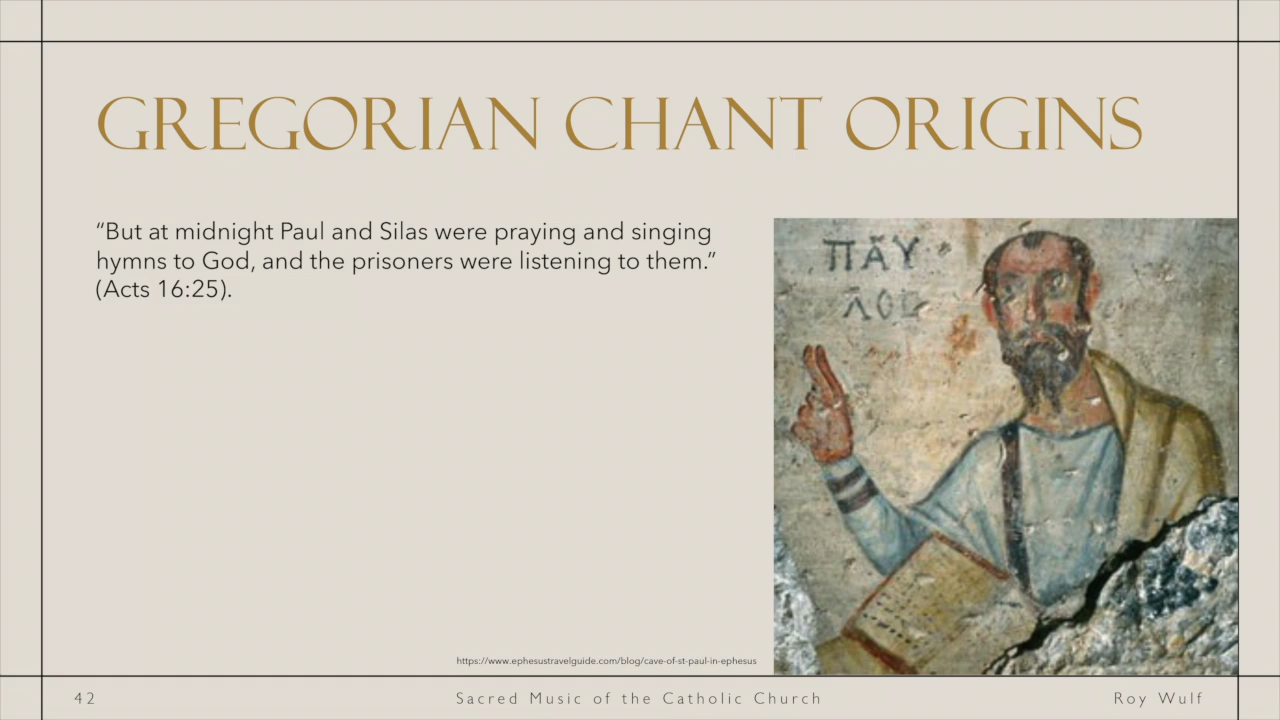 GREGORIAN CHANT ORIGINS
“But at midnight Paul and Silas were praying and singing
hymns to God, and the prisoners were listening to them.”
(Acts 16:25).
ΠΑΥ
ΛΟΣ
https://www.ephesustravelguide.com/blog/cave-of-st-paul-in-ephesus
42
Sacred Music of the Catholic Church
Roy Wulf